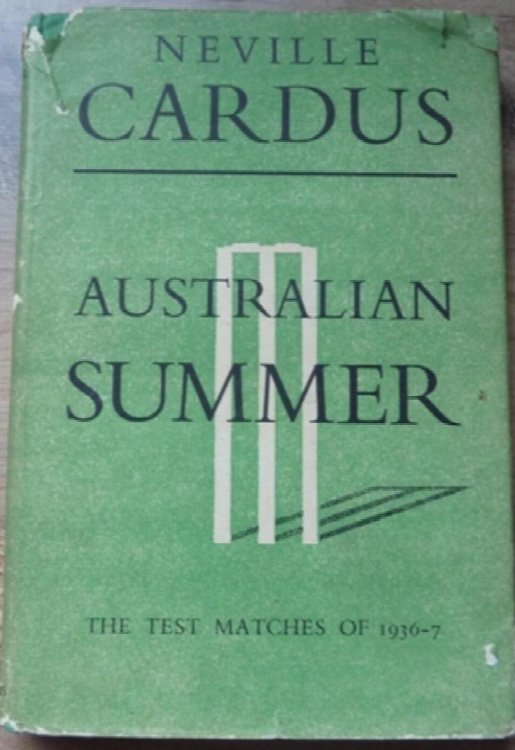 NEVILLE
CARDUS
AUSTRALIAN
SUMMER
THE TEST MATCHES OF 1936-7